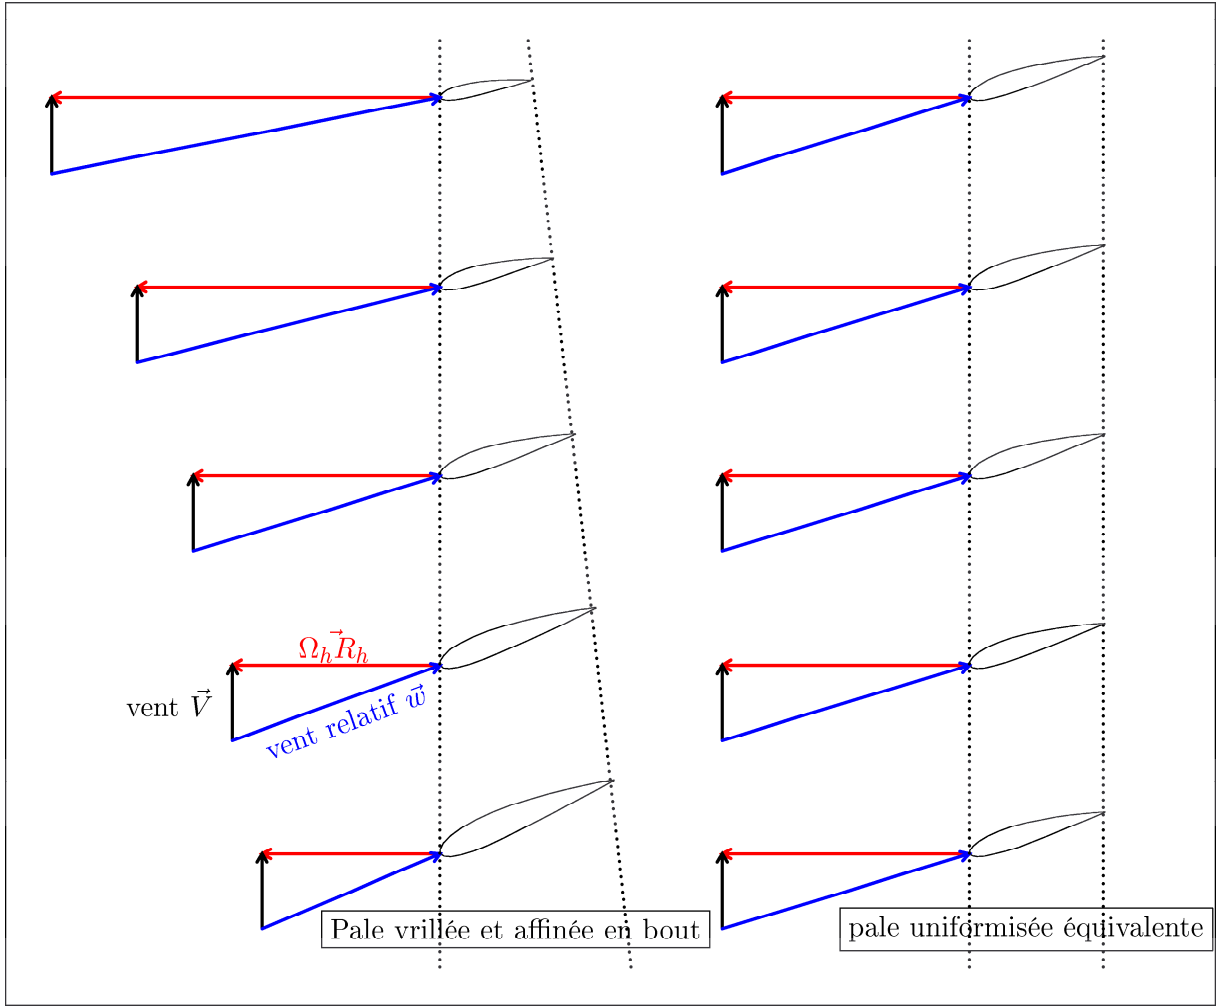 Ω_h R⃗_h
vent V⃗
vent relatif w⃗
Pale vrillée et affinée en bout
pale uniformisée équivalente